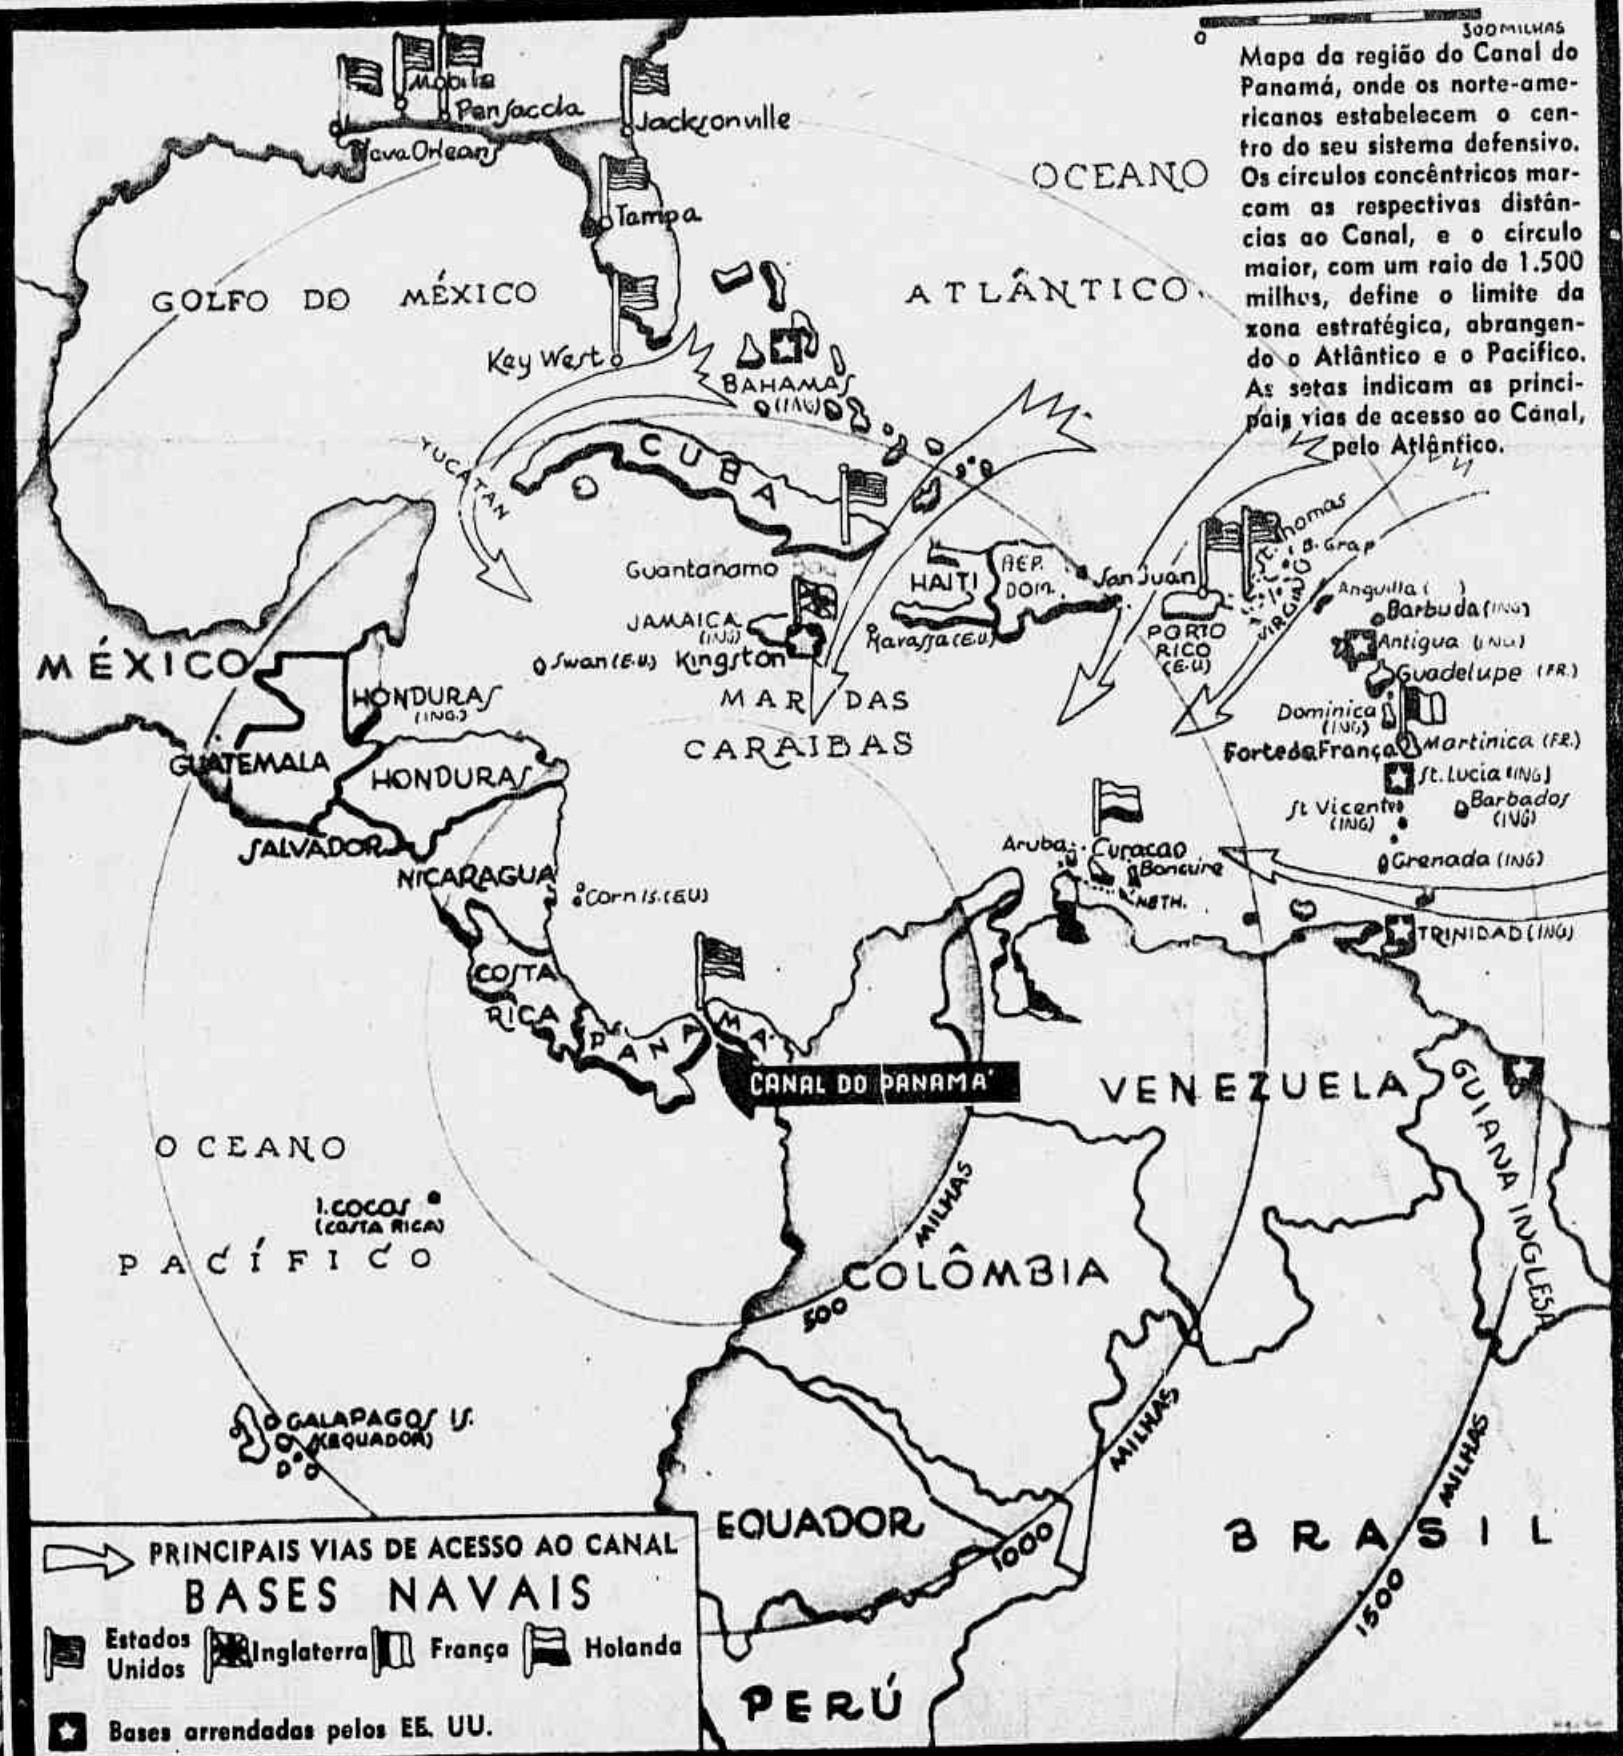 0
300 MILHAS
Mapa da região do Canal do
Panamá, onde os norte-ame-
ricanos estabelecem o cen-
tro do seu sistema defensivo.
Os círculos concêntricos mar-
cam as respectivas distân-
cias ao Canal, e o círculo
maior, com um raio de 1.500
milhas, define o limite da
zona estratégica, abrangen-
do o Atlântico e o Pacífico.
As setas indicam as princi-
pais vias de acesso ao Canal,
pelo Atlântico.
Mobile
Pensacola
Nova Orleans
Jacksonville
Tampa
OCEANO
ATLÂNTICO
GOLFO DO MÉXICO
Key West
BAHAMAS
(ING)
YUCATAN
CUBA
Guantanamo
JAMAICA
(ING)
Kingston
Swan (E.U)
HAITI
REP.
DOM.
Navassa (E.U)
San Juan
PORTO
RICO
(E.U)
St. Thomas
VIRGIN
Anguilla ( )
Barbuda (ING)
Antigua (ING)
Guadelupe (FR.)
Dominica
(ING)
Forte de França
Martinica (FR.)
St. Lucia (ING)
St Vicente
(ING)
Barbados
(ING)
Grenada (ING)
TRINIDAD (ING)
MAR DAS
CARAIBAS
Aruba
Curacao
Bonaire
NETH.
MÉXICO
HONDURAS
(ING.)
GUATEMALA
HONDURAS
SALVADOR
NICARAGUA
Corn Is. (E.U)
COSTA
RICA
PANAMA
CANAL DO PANAMA'
VENEZUELA
GUIANA INGLESA
OCEANO
PACÍFICO
I. COCOS
(COSTA RICA)
COLÔMBIA
500 MILHAS
1000 MILHAS
1500 MILHAS
GALAPAGOS IS.
(EQUADOR)
EQUADOR
BRASIL
PERÚ
PRINCIPAIS VIAS DE ACESSO AO CANAL
BASES NAVAIS
Estados
Unidos
Inglaterra
França
Holanda
Bases arrendadas pelos EE. UU.